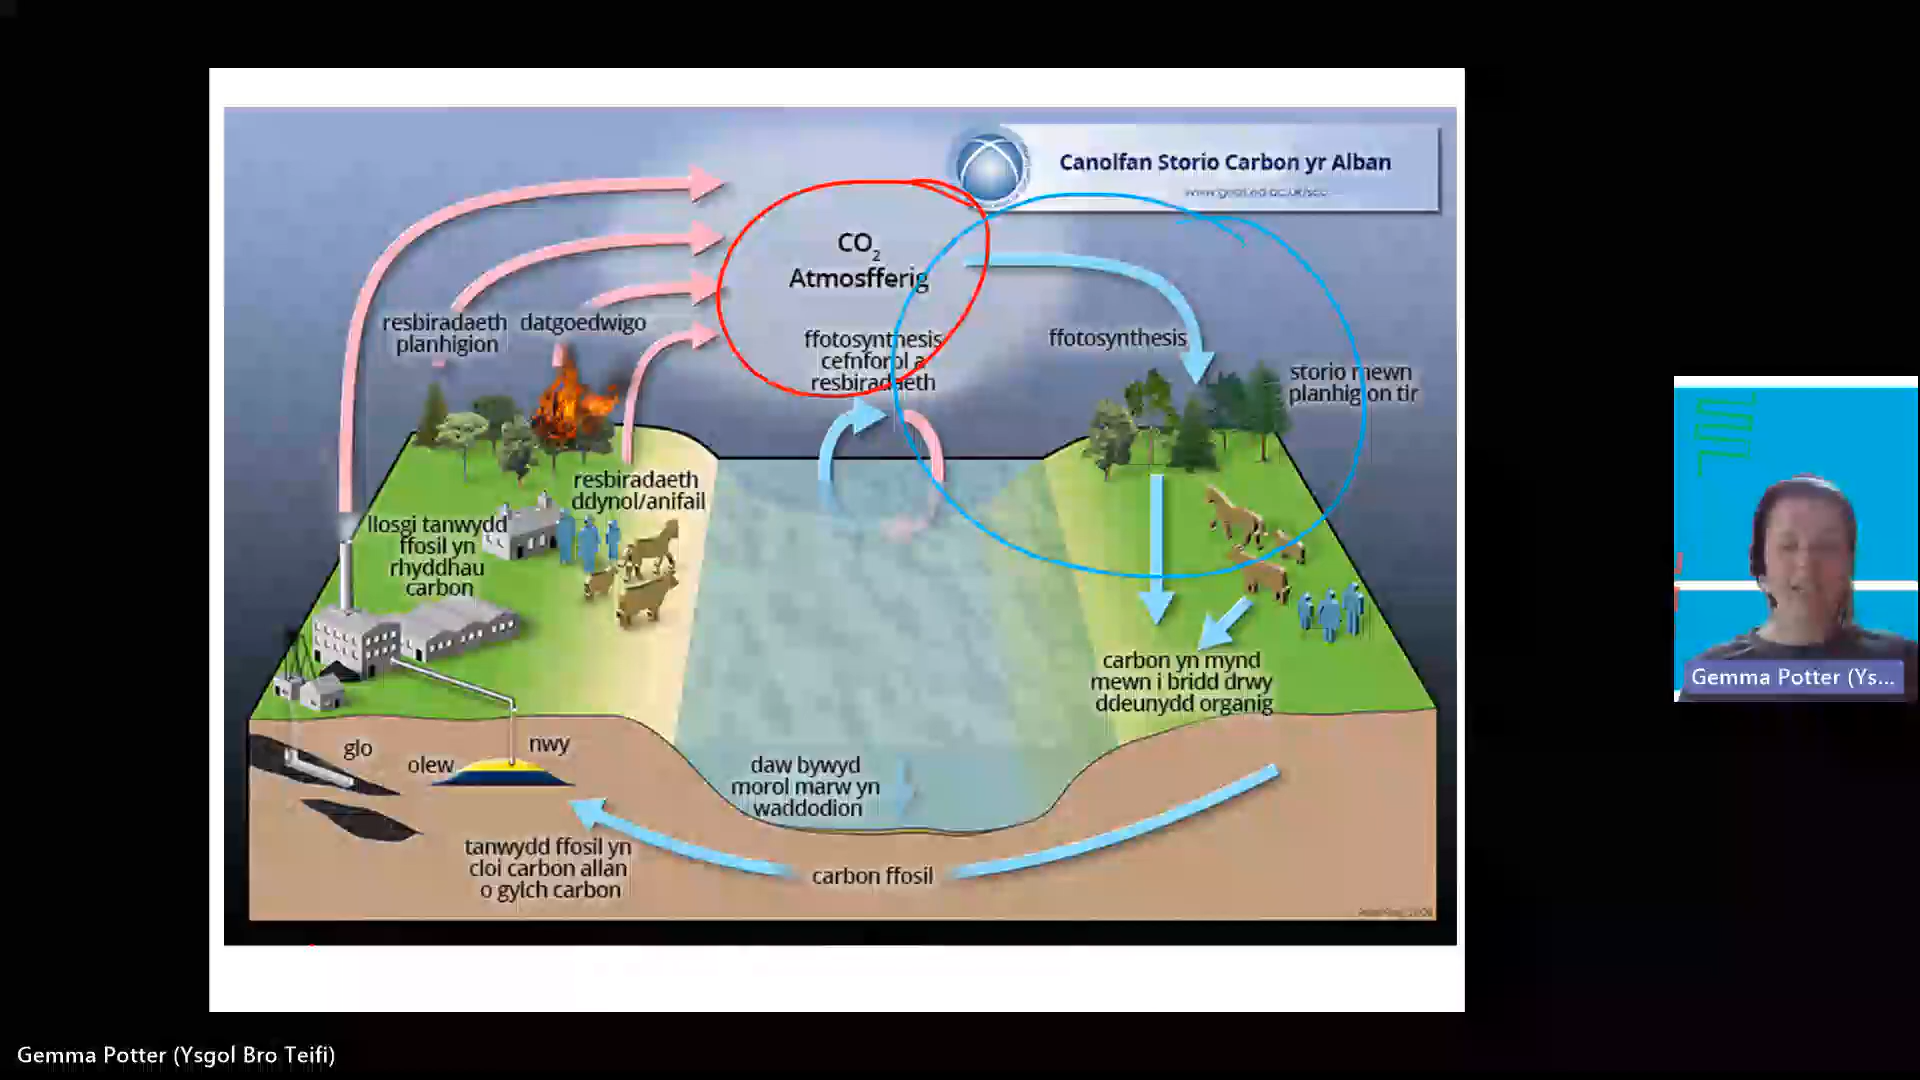 Canolfan Storio Carbon yr Alban
CO2
Atmosfferig
resbiradaeth
planhigion
datgoedwigo
ffotosynthesis
cefnforol a
resbiradaeth
ffotosynthesis
storio mewn
planhigion tir
resbiradaeth
ddynol/anifail
llosgi tanwydd
ffosil yn
rhyddhau
carbon
carbon yn mynd
mewn i bridd drwy
ddeunydd organig
glo
olew
nwy
daw bywyd
morol marw yn
waddodion
tanwydd ffosil yn
cloi carbon allan
o gylch carbon
carbon ffosil
Gemma Potter (Ys...
Gemma Potter (Ysgol Bro Teifi)